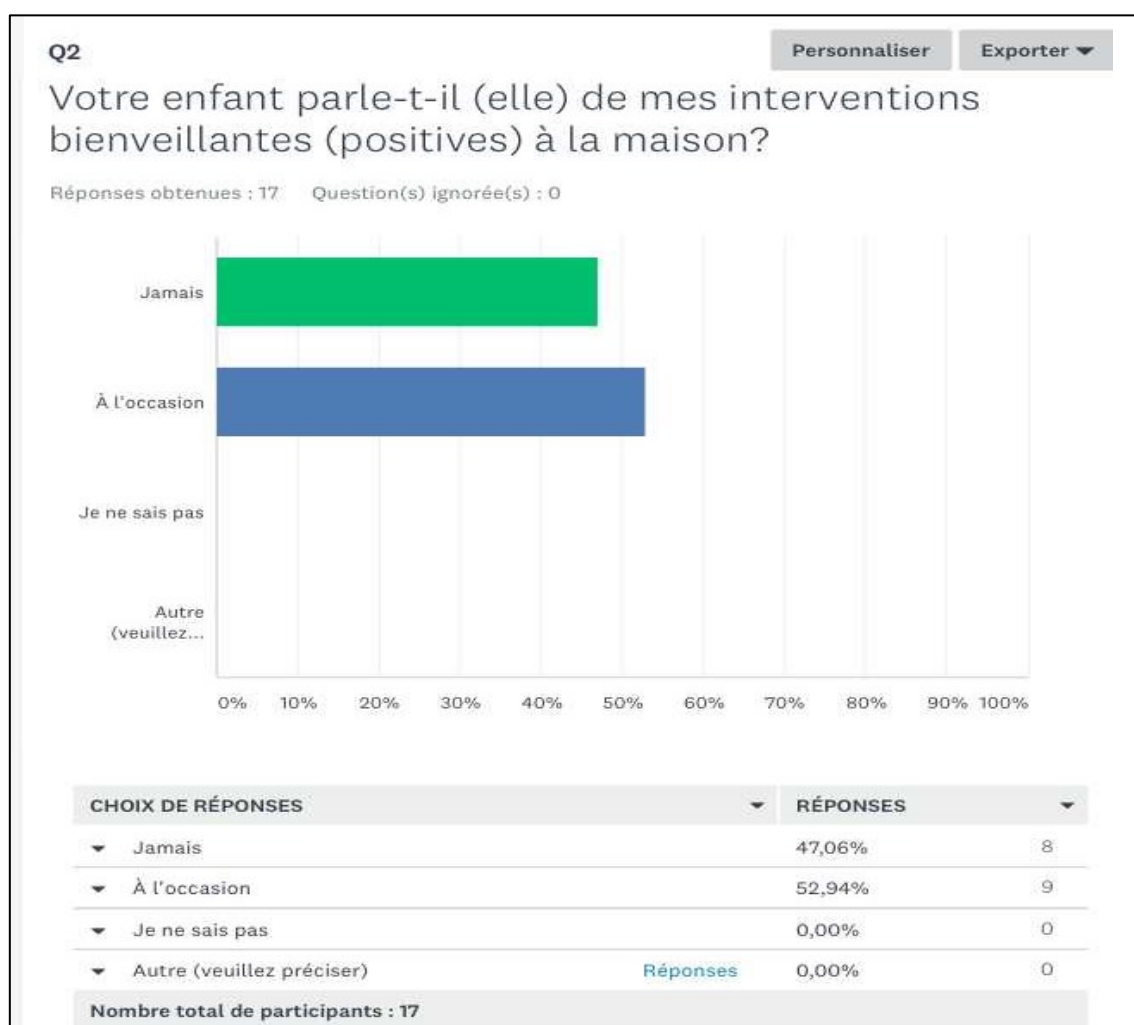 Q2
Personnaliser
Exporter
Votre enfant parle-t-il (elle) de mes interventions
bienveillantes (positives) à la maison?
Réponses obtenues : 17 Question(s) ignorée(s) : 0
Jamais
À l'occasion
Je ne sais pas
Autre
(veuillez...
0% 10% 20% 30% 40% 50% 60% 70% 80% 90% 100%
CHOIX DE RÉPONSES RÉPONSES
Jamais 47,06% 8
À l'occasion 52,94% 9
Je ne sais pas 0,00% 0
Autre (veuillez préciser) Réponses 0,00% 0
Nombre total de participants : 17